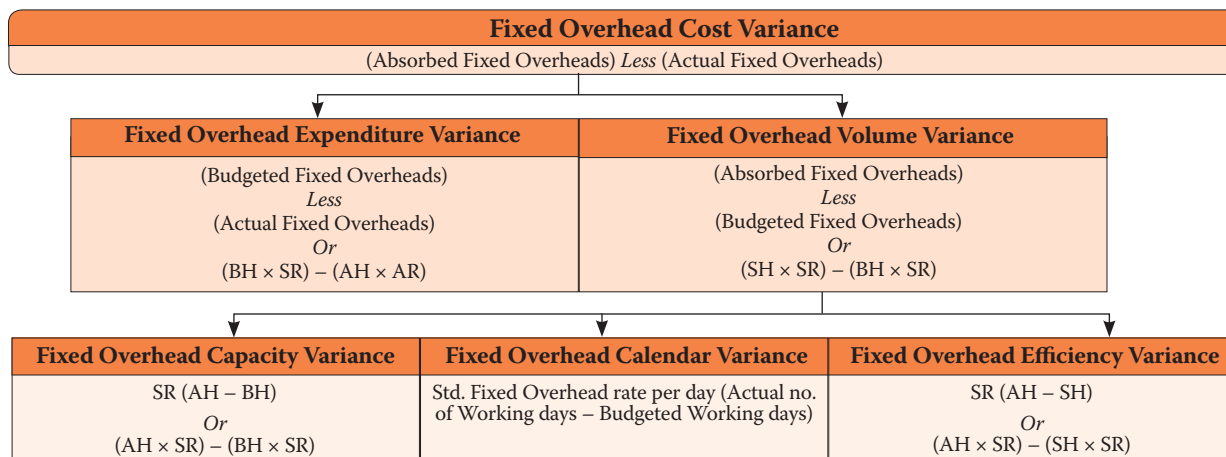 Fixed Overhead Cost Variance
(Absorbed Fixed Overheads) Less (Actual Fixed Overheads)
Fixed Overhead Expenditure Variance
(Budgeted Fixed Overheads)
Less
(Actual Fixed Overheads)
Or
(BH × SR) – (AH × AR)
Fixed Overhead Volume Variance
(Absorbed Fixed Overheads)
Less
(Budgeted Fixed Overheads)
Or
(SH × SR) – (BH × SR)
Fixed Overhead Capacity Variance
SR (AH – BH)
Or
(AH × SR) – (BH × SR)
Fixed Overhead Calendar Variance
Std. Fixed Overhead rate per day (Actual no.
of Working days – Budgeted Working days)
Fixed Overhead Efficiency Variance
SR (AH – SH)
Or
(AH × SR) – (SH × SR)